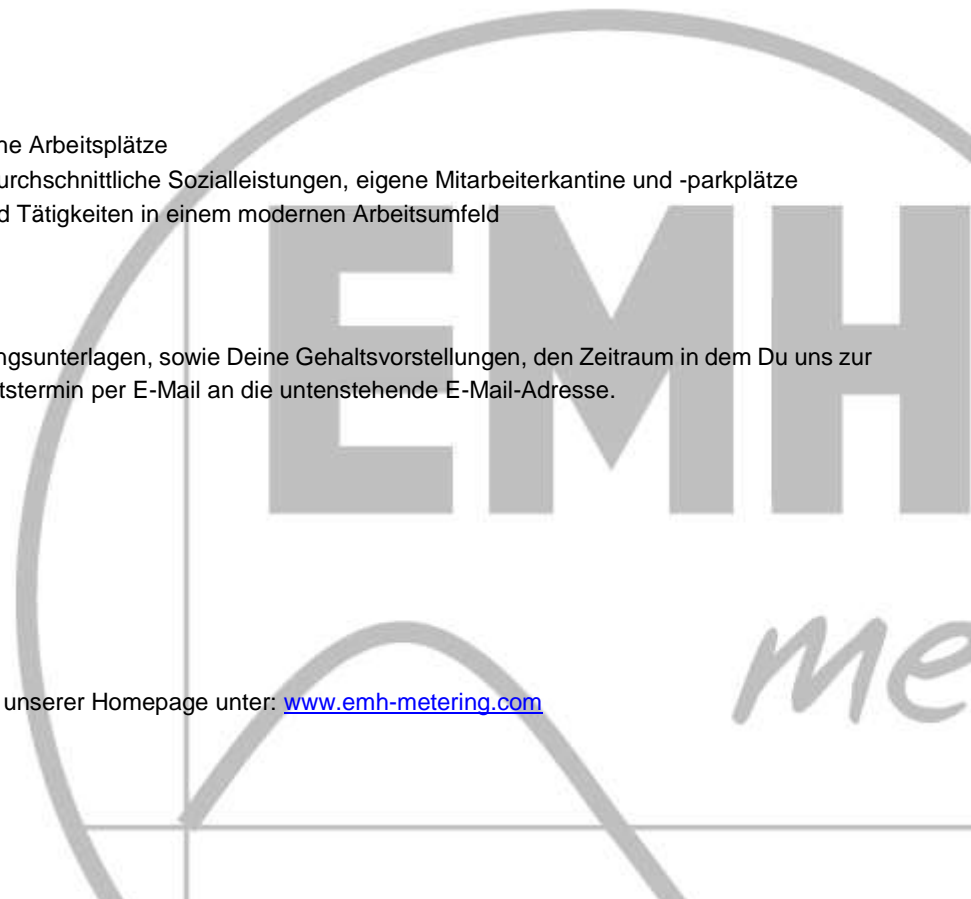 ne Arbeitsplätze
urchschnittliche Sozialleistungen, eigene Mitarbeiterkantine und -parkplätze
d Tätigkeiten in einem modernen Arbeitsumfeld
EMH
ngsunterlagen, sowie Deine Gehaltsvorstellungen, den Zeitraum in dem Du uns zur
tstermin per E-Mail an die untenstehende E-Mail-Adresse.
me
unserer Homepage unter: www.emh-metering.com